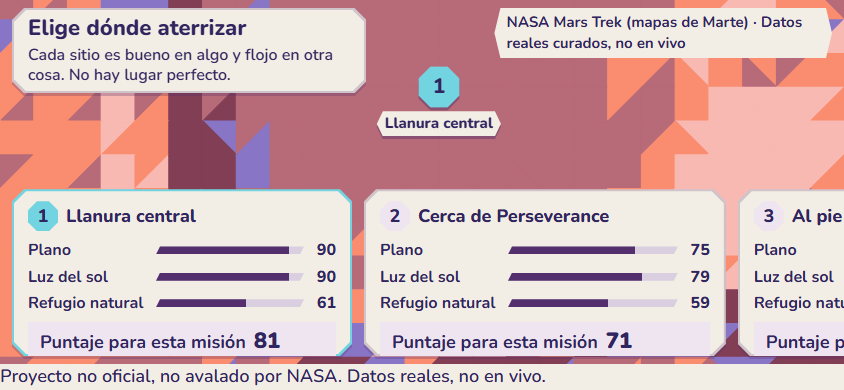 Elige dónde aterrizar
Cada sitio es bueno en algo y flojo en otra
cosa. No hay lugar perfecto.
NASA Mars Trek (mapas de Marte) · Datos
reales curados, no en vivo
1
Llanura central
1 Llanura central
Plano 90
Luz del sol 90
Refugio natural 61
Puntaje para esta misión 81
2 Cerca de Perseverance
Plano 75
Luz del sol 79
Refugio natural 59
Puntaje para esta misión 71
3 Al pie
Plano
Luz del sol
Refugio natu
Puntaje p
Proyecto no oficial, no avalado por NASA. Datos reales, no en vivo.